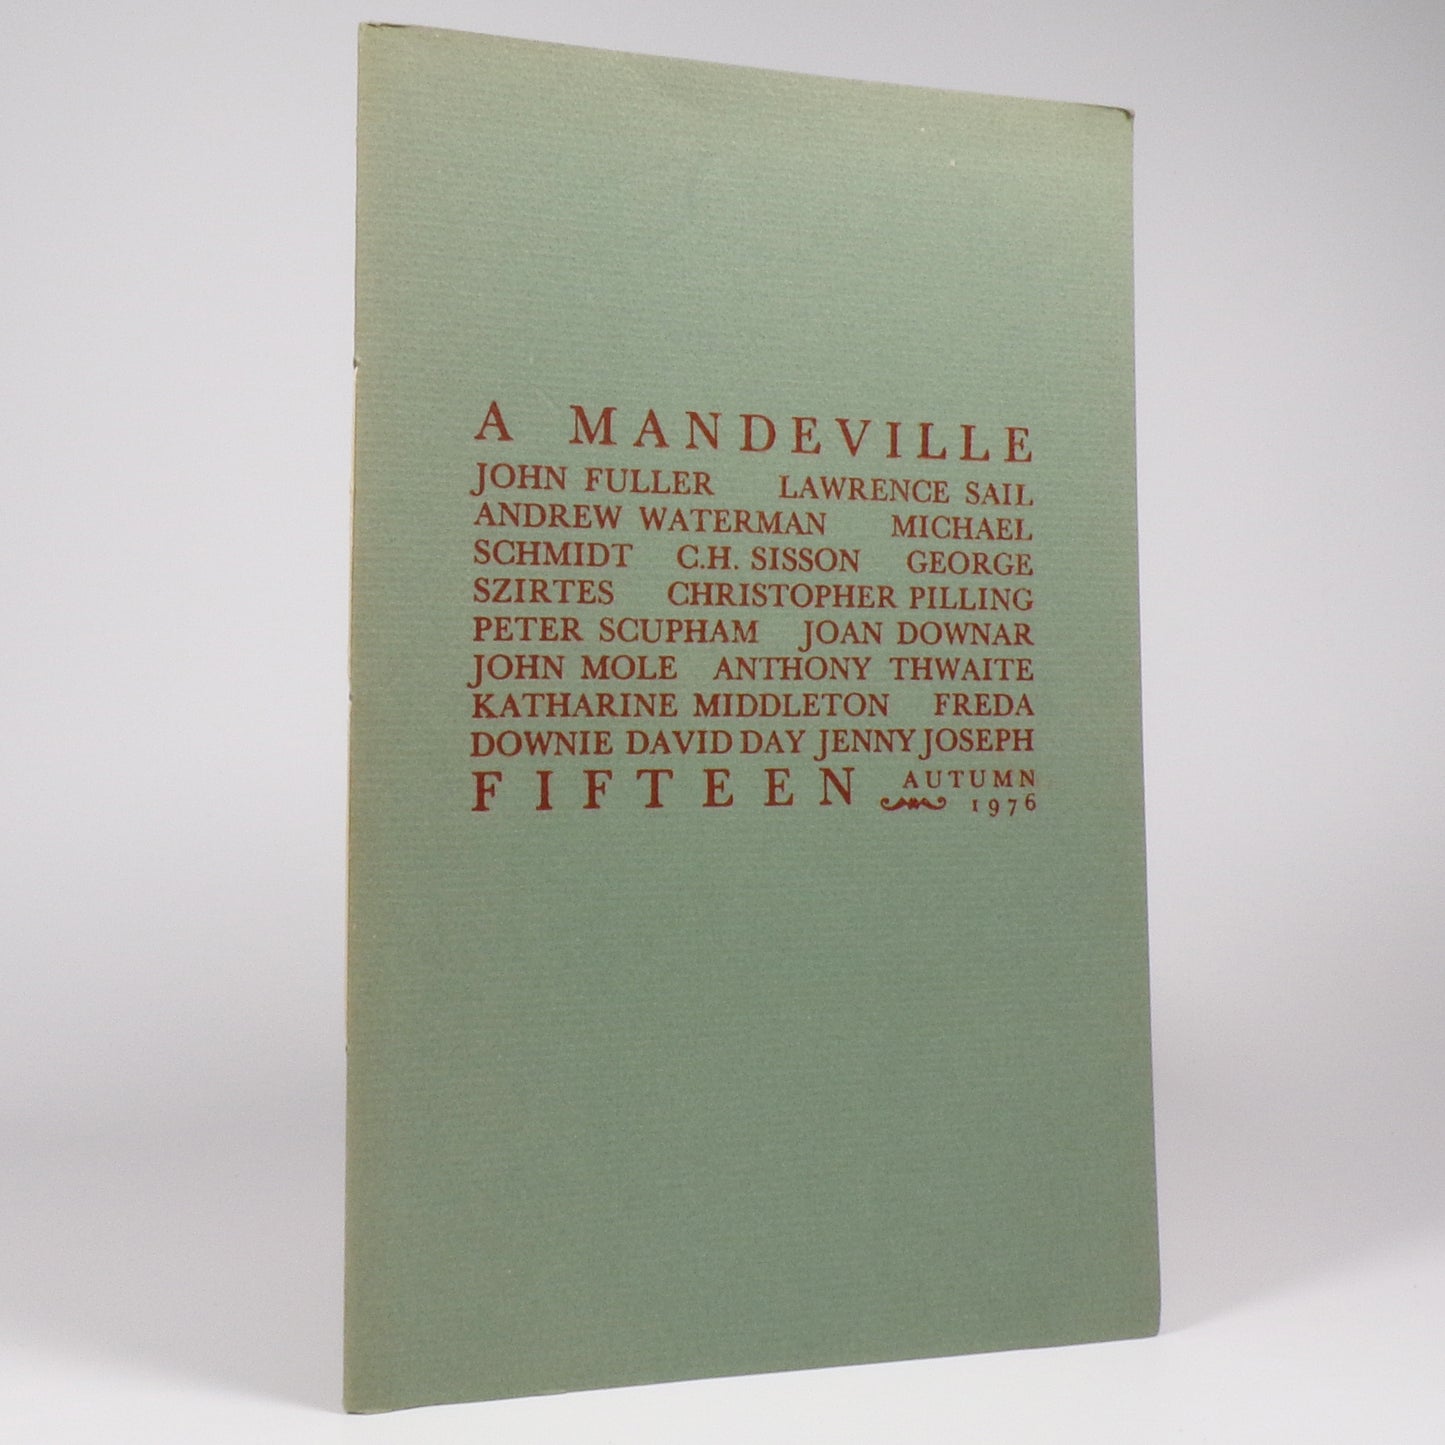 A MANDEVILLE
JOHN FULLER LAWRENCE SAIL
ANDREW WATERMAN MICHAEL
SCHMIDT C.H. SISSON GEORGE
SZIRTES CHRISTOPHER PILLING
PETER SCUPHAM JOAN DOWNAR
JOHN MOLE ANTHONY THWAITE
KATHARINE MIDDLETON FREDA
DOWNIE DAVID DAY JENNY JOSEPH
FIFTEEN AUTUMN
1976